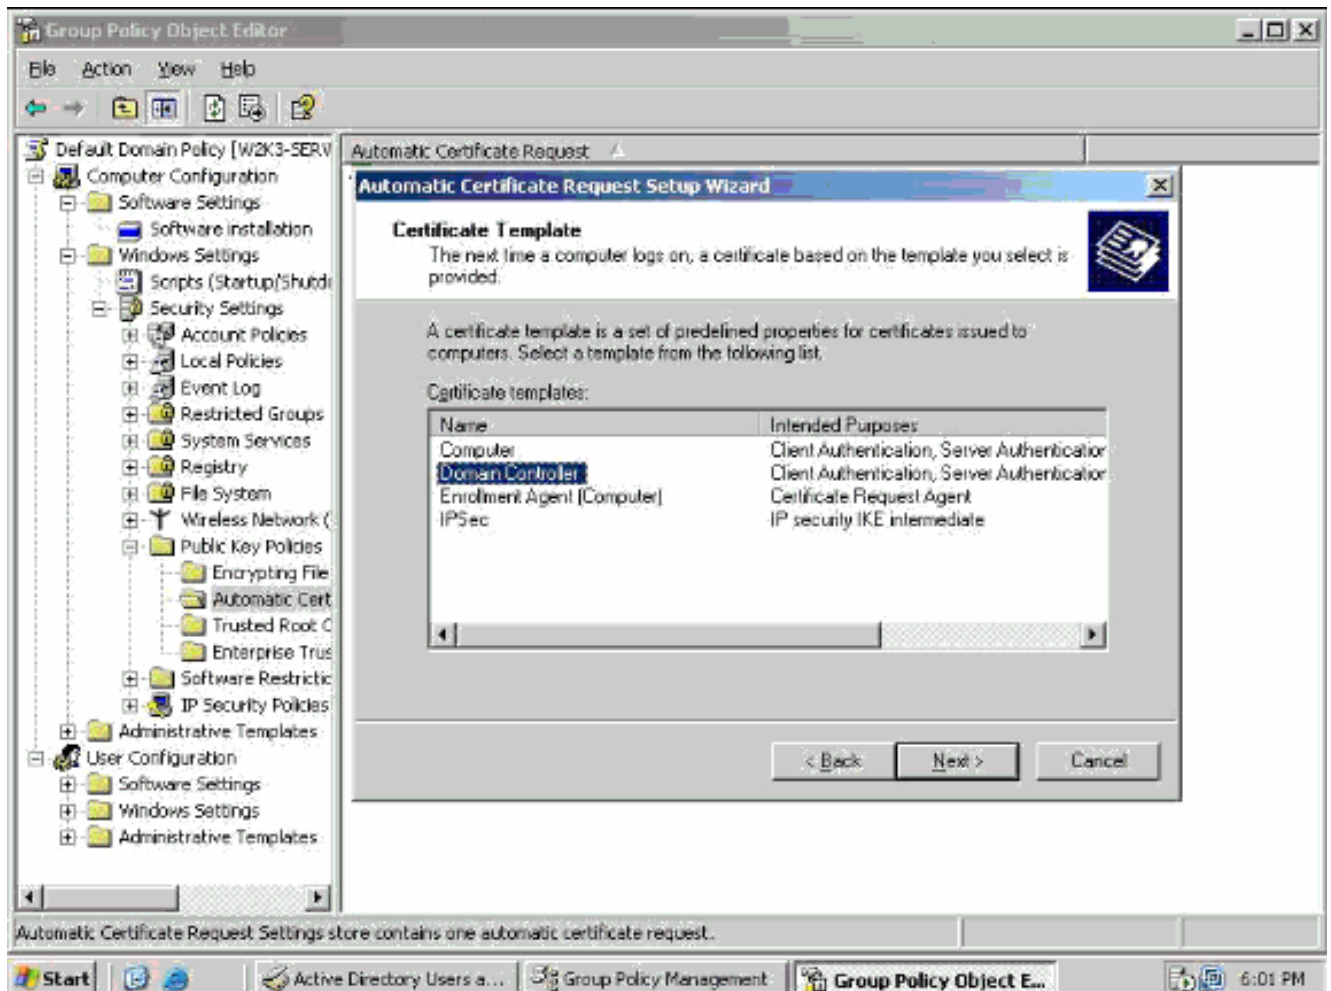 Group Policy Object Editor
File Action View Help
Default Domain Policy [W2K3-SERV
Computer Configuration
Software Settings
Software installation
Windows Settings
Scripts (Startup/Shutd
Security Settings
Account Policies
Local Policies
Event Log
Restricted Groups
System Services
Registry
File System
Wireless Network (
Public Key Policies
Encrypting File
Automatic Cert
Trusted Root C
Enterprise Trus
Software Restrictic
IP Security Policies
Administrative Templates
User Configuration
Software Settings
Windows Settings
Administrative Templates
Automatic Certificate Request
Automatic Certificate Request Setup Wizard
Certificate Template
The next time a computer logs on, a certificate based on the template you select is
provided.
A certificate template is a set of predefined properties for certificates issued to
computers. Select a template from the following list.
Certificate templates:
Name Intended Purposes
Computer Client Authentication, Server Authentication
Domain Controller Client Authentication, Server Authentication
Enrollment Agent (Computer) Certificate Request Agent
IPSec IP security IKE intermediate
< Back Next > Cancel
Automatic Certificate Request Settings store contains one automatic certificate request.
Start Active Directory Users a... Group Policy Management Group Policy Object E... 6:01 PM